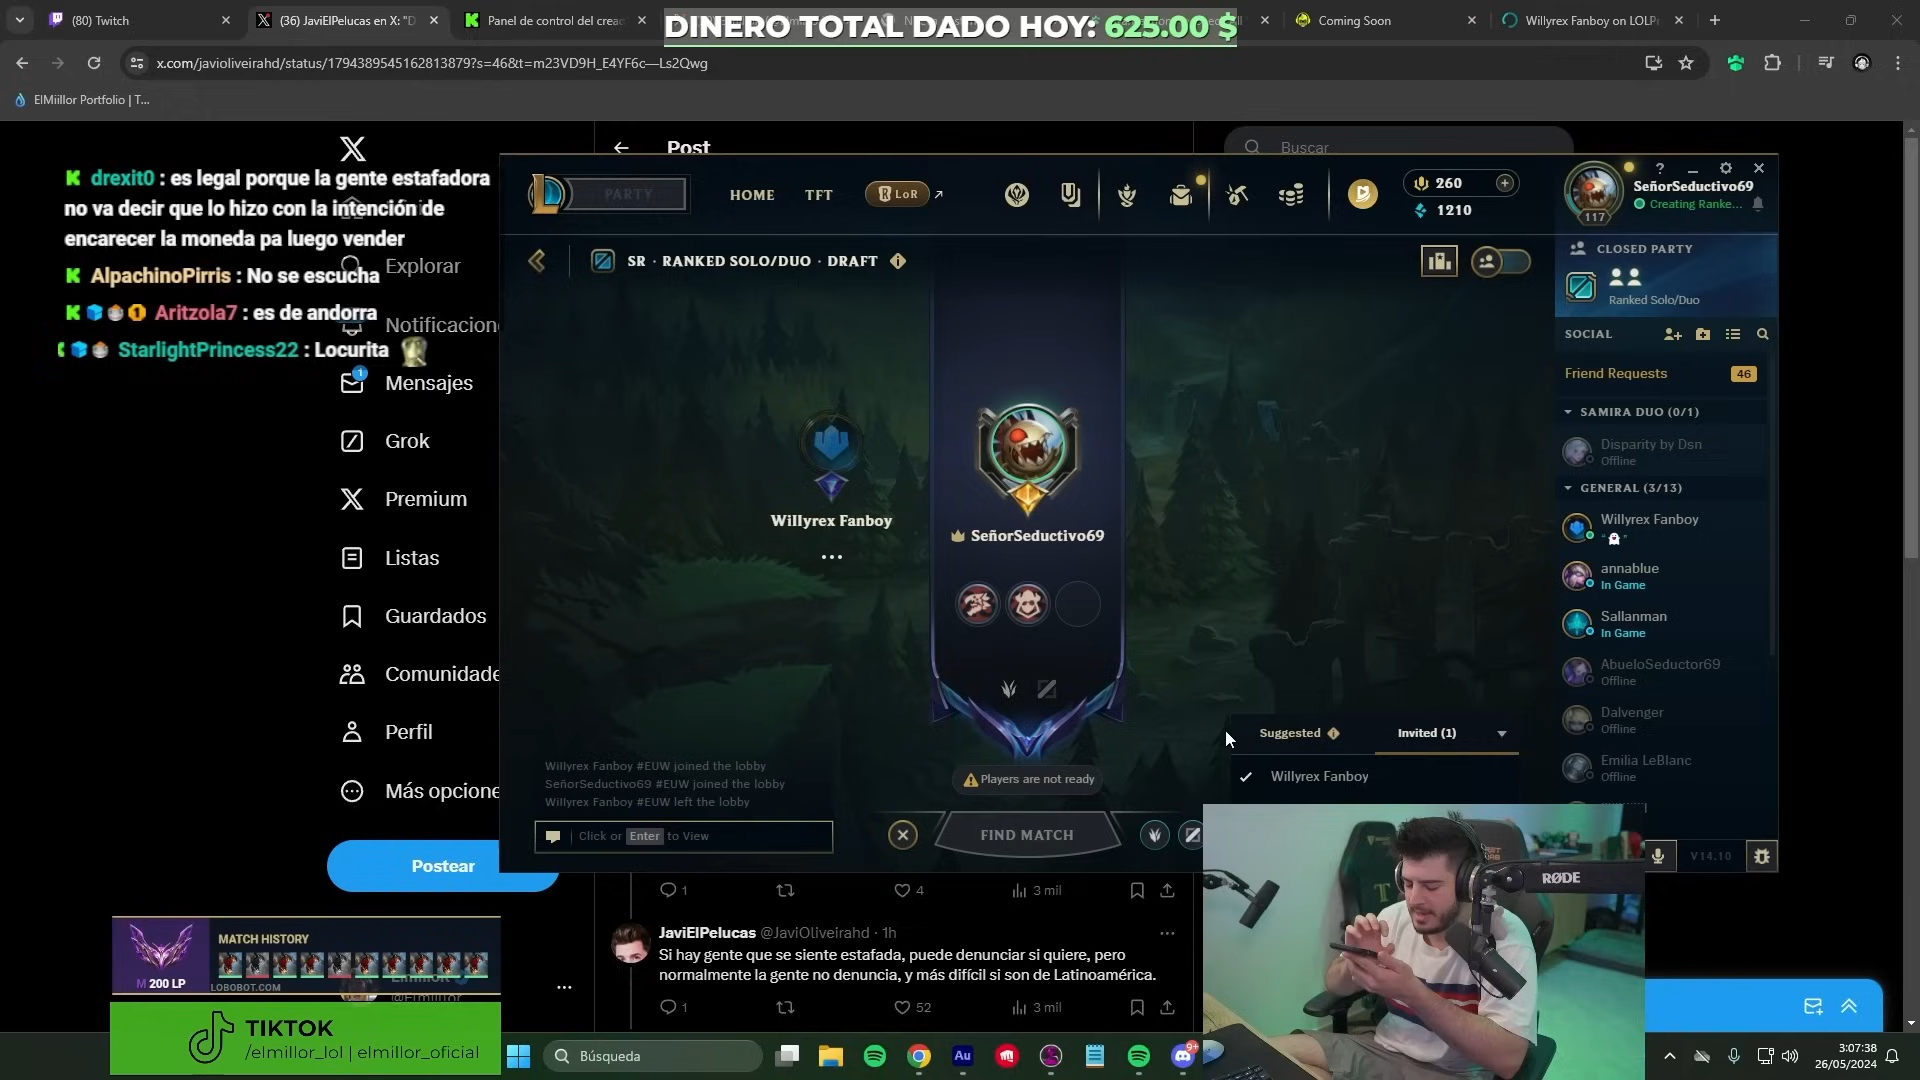 (80) Twitch
(36) JaviElPelucas en X: "D
Panel de control del creac
Coming Soon
Willyrex Fanboy on LOLPr
DINERO TOTAL DADO HOY: 625.00 $
x.com/javioliveirahd/status/1794389545162813879?s=46&t=m23VD9H_E4YF6c—Ls2Qwg
ElMiillor Portfolio | T...
Post
Buscar
drexit0 : es legal porque la gente estafadora
no va decir que lo hizo con la intención de
encarecer la moneda pa luego vender
AlpachinoPirris : No se escucha
Aritzola7 : es de andorra
StarlightPrincess22 : Locurita
Explorar
Notificacion
Mensajes
1
Grok
Premium
Listas
Guardados
Comunidade
Perfil
Más opcione
Postear
PARTY
HOME
TFT
LoR
260
1210
117
SeñorSeductivo69
Creating Ranke...
SR · RANKED SOLO/DUO · DRAFT
CLOSED PARTY
Ranked Solo/Duo
SOCIAL
Friend Requests
46
SAMIRA DUO (0/1)
Disparity by Dsn
Offline
GENERAL (3/13)
Willyrex Fanboy
annablue
In Game
Sallanman
In Game
AbueloSeductor69
Offline
Dalvenger
Offline
Emilia LeBlanc
Offline
V14.10
Willyrex Fanboy
SeñorSeductivo69
Willyrex Fanboy #EUW joined the lobby
SeñorSeductivo69 #EUW joined the lobby
Willyrex Fanboy #EUW left the lobby
Click or Enter to View
Players are not ready
FIND MATCH
Suggested
Invited (1)
Willyrex Fanboy
1
4
3 mil
JaviElPelucas @JaviOliveirahd · 1h
Si hay gente que se siente estafada, puede denunciar si quiere, pero
normalmente la gente no denuncia, y más difícil si son de Latinoamérica.
1
52
3 mil
MATCH HISTORY
M 200 LP
LOBOBOT.COM
TIKTOK
/elmillor_lol | elmillor_oficial
RØDE
Búsqueda
Au
9+
3:07:38
26/05/2024